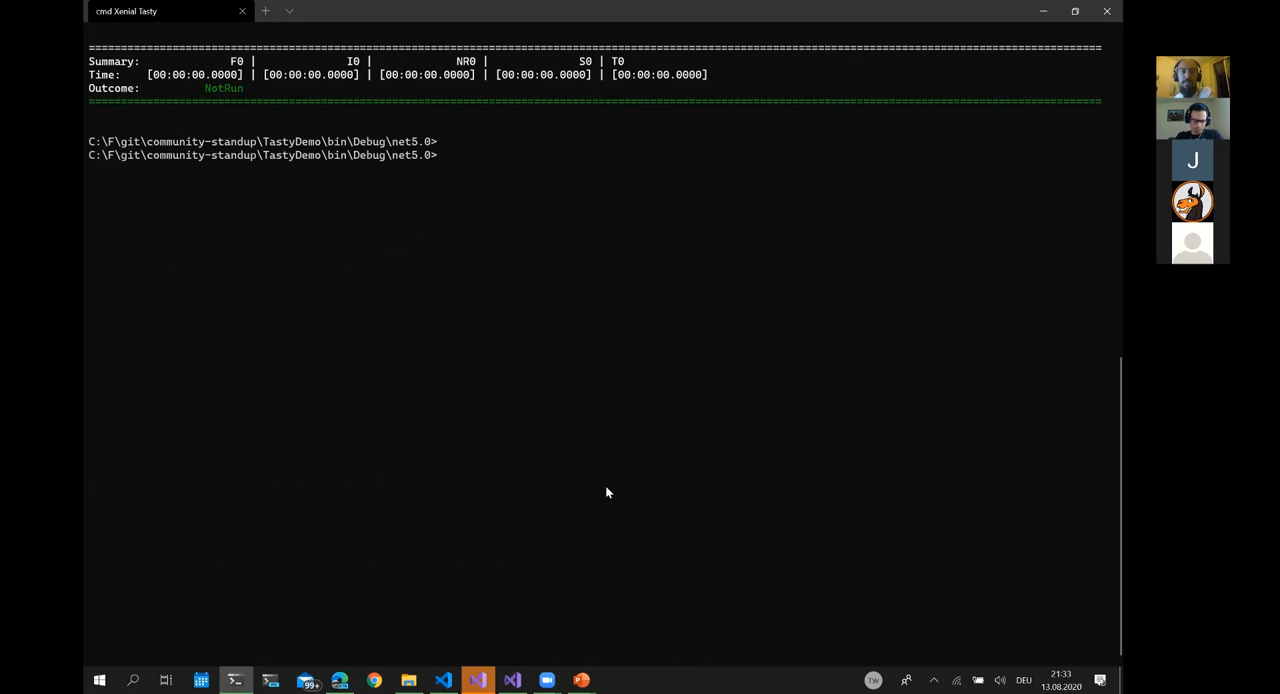 cmd Xenial Tasty
==========================================================================================================================================================
Summary: F0 | I0 | NR0 | S0 | T0
Time: [00:00:00.0000] | [00:00:00.0000] | [00:00:00.0000] | [00:00:00.0000] | [00:00:00.0000]
Outcome: NotRun
==========================================================================================================================================================
C:\F\git\community-standup\TastyDemo\bin\Debug\net5.0>
C:\F\git\community-standup\TastyDemo\bin\Debug\net5.0>
J
99+
TW
DEU
21:33
13.08.2020